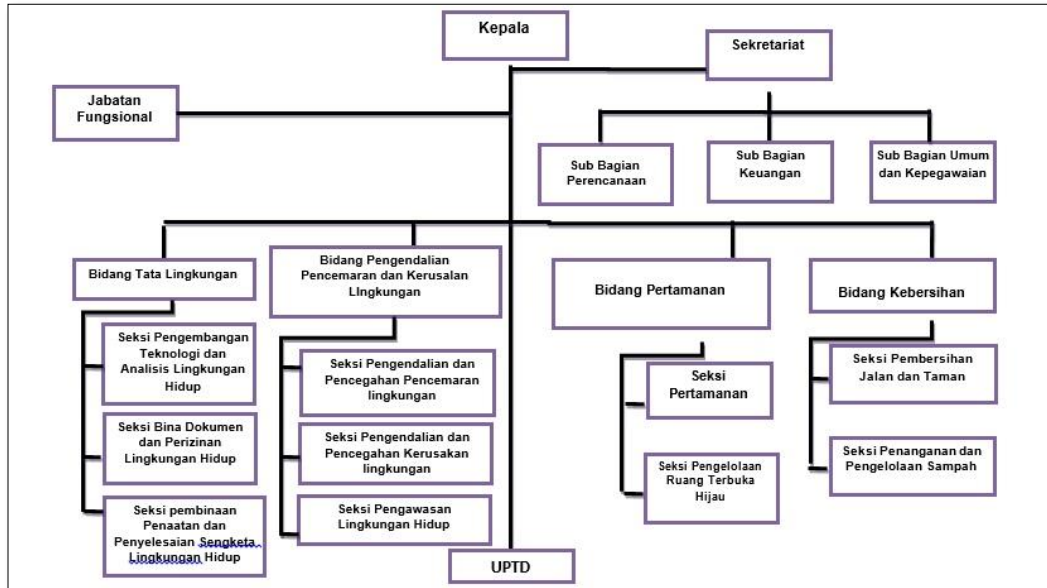 Kepala
Sekretariat
Jabatan
Fungsional
Sub Bagian
Perencanaan
Sub Bagian
Keuangan
Sub Bagian Umum
dan Kepegawaian
Bidang Tata Lingkungan
Bidang Pengendalian
Pencemaran dan Kerusalan
LIngkungan
Bidang Pertamanan
Bidang Kebersihan
Seksi Pengembangan
Teknologi dan
Analisis Lingkungan
Hidup
Seksi Bina Dokumen
dan Perizinan
Lingkungan Hidup
Seksi pembinaan
Penaatan dan
Penyelesaian Sengketa
Lingkungan Hidup
Seksi Pengendalian dan
Pencegahan Pencemaran
lingkungan
Seksi Pengendalian dan
Pencegahan Kerusakan
lingkungan
Seksi Pengawasan
Lingkungan Hidup
Seksi
Pertamanan
Seksi Pengelolaan
Ruang Terbuka
Hijau
Seksi Pembersihan
Jalan dan Taman
Seksi Penanganan dan
Pengelolaan Sampah
UPTD